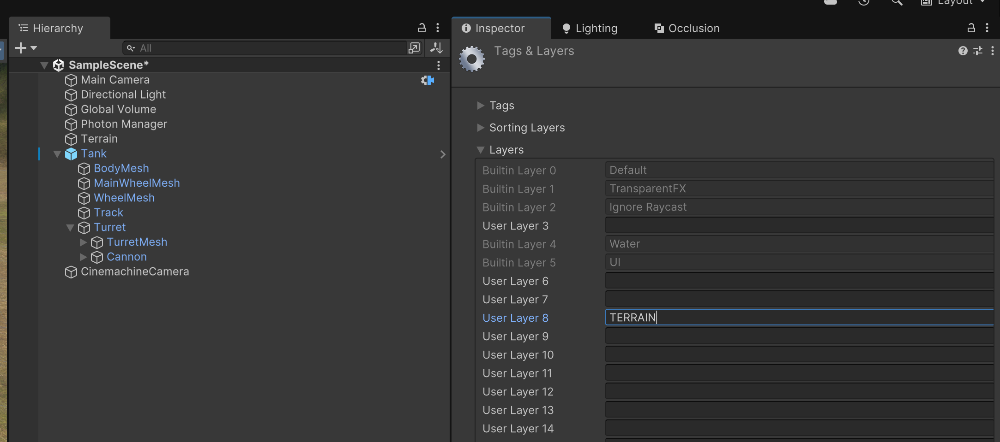 Layout
Hierarchy
Inspector
Lighting
Occlusion
All
Tags & Layers
SampleScene*
Main Camera
Directional Light
Global Volume
Photon Manager
Terrain
Tank
BodyMesh
MainWheelMesh
WheelMesh
Track
Turret
TurretMesh
Cannon
CinemachineCamera
Tags
Sorting Layers
Layers
Builtin Layer 0 Default
Builtin Layer 1 TransparentFX
Builtin Layer 2 Ignore Raycast
User Layer 3
Builtin Layer 4 Water
Builtin Layer 5 UI
User Layer 6
User Layer 7
User Layer 8 TERRAIN
User Layer 9
User Layer 10
User Layer 11
User Layer 12
User Layer 13
User Layer 14